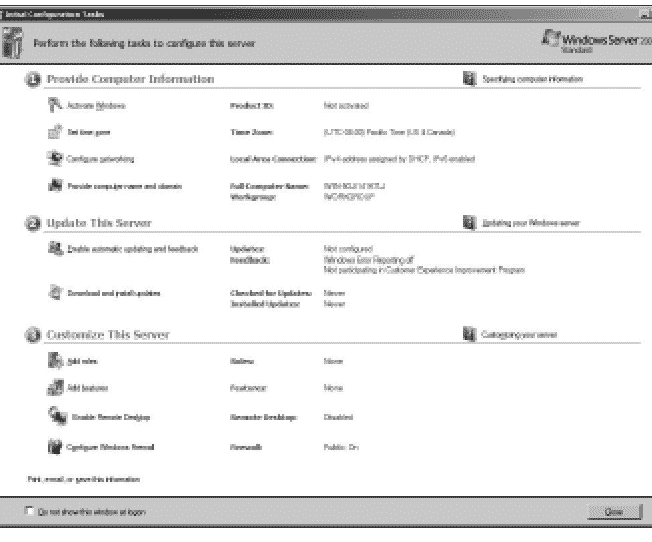 Initial Configuration Tasks
Perform the following tasks to configure this server
Windows Server
Standard
1 Provide Computer Information
Specifying computer information
Activate Windows
Product ID: Not activated
Set time zone
Time Zone: (UTC-08:00) Pacific Time (US & Canada)
Configure networking
Local Area Connection: IPv4 address assigned by DHCP, IPv6 enabled
Provide computer name and domain
Full Computer Name:
Workgroup: WORKGROUP
2 Update This Server
Updating your Windows server
Enable automatic updating and feedback
Updates: Not configured
Feedback: Windows Error Reporting off
Not participating in Customer Experience Improvement Program
Download and install updates
Checked for Updates: Never
Installed Updates: Never
3 Customize This Server
Customizing your server
Add roles
Roles: None
Add features
Features: None
Enable Remote Desktop
Remote Desktop: Disabled
Configure Windows Firewall
Firewall: Public: On
Print, e-mail, or save this information
Do not show this window at logon
Close